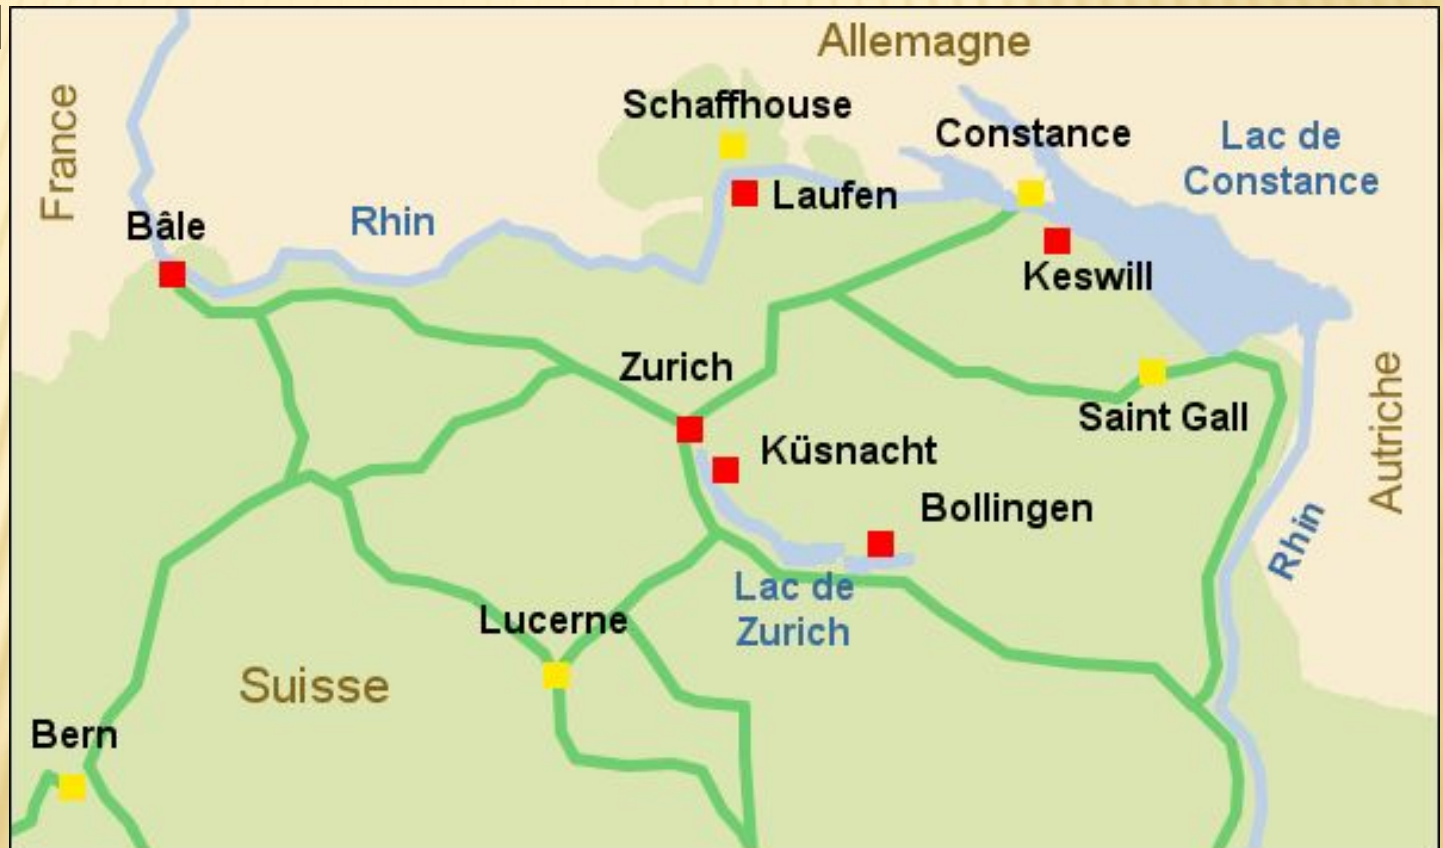 Allemagne
France
Schaffhouse
Constance
Lac de
Constance
Laufen
Bâle
Rhin
Keswill
Zurich
Saint Gall
Autriche
Küsnacht
Bollingen
Rhin
Lac de
Zurich
Lucerne
Suisse
Bern